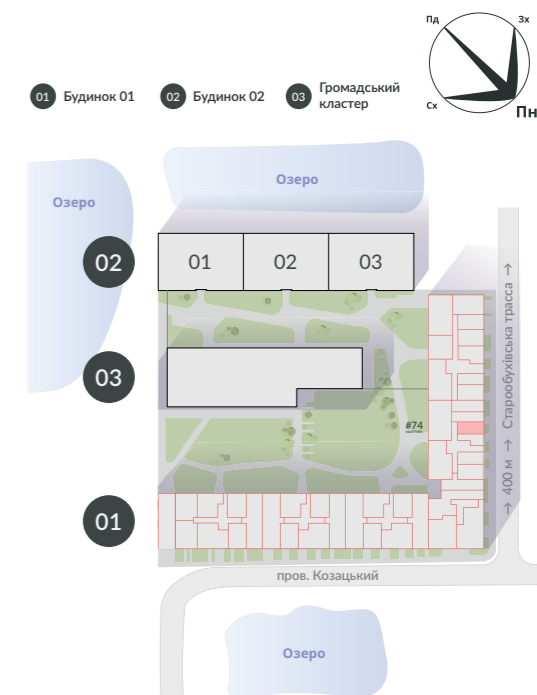 Пд
Зх
Сх
Пн
01 Будинок 01
02 Будинок 02
03 Громадський
кластер
Озеро
Озеро
02
01
02
03
03
#74
01
← 400 м → Старообухівська трасса →
пров. Козацький
Озеро